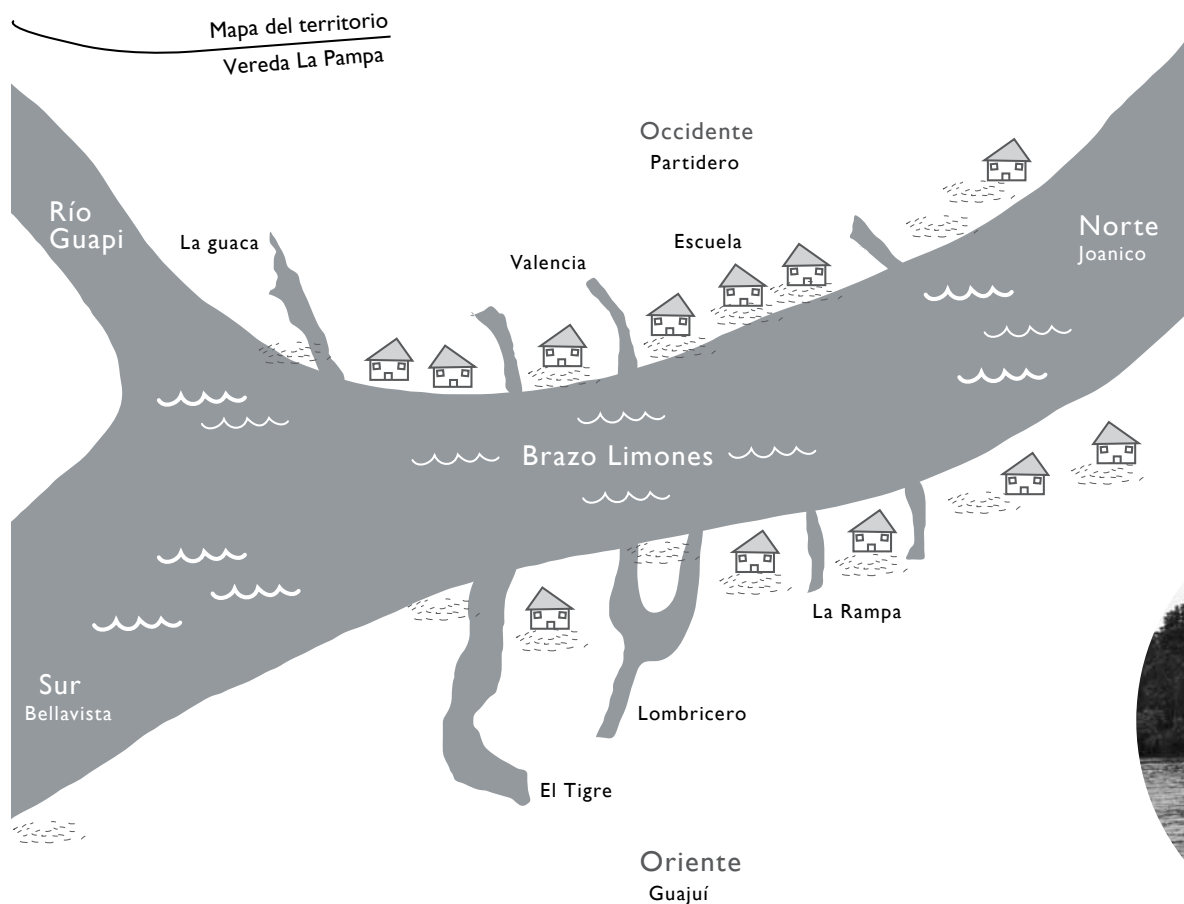 Mapa del territorio
Vereda La Pampa
Occidente
Partidero
Río
Guapi
La guaca
Valencia
Escuela
Norte
Joanico
Brazo Limones
La Rampa
Sur
Bellavista
Lombricero
El Tigre
Oriente
Guajuí